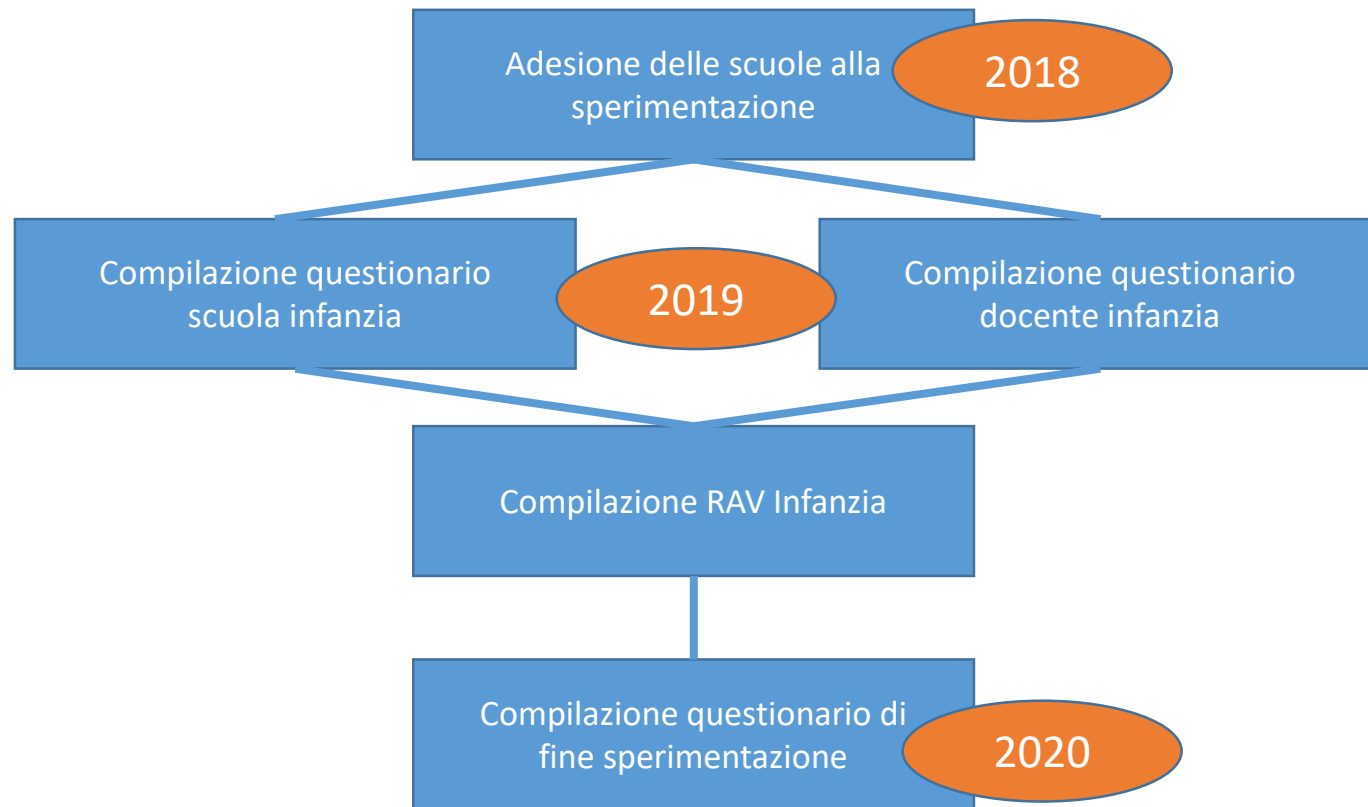 Adesione delle scuole alla
sperimentazione
2018
Compilazione questionario
scuola infanzia
2019
Compilazione questionario
docente infanzia
Compilazione RAV Infanzia
Compilazione questionario di
fine sperimentazione
2020